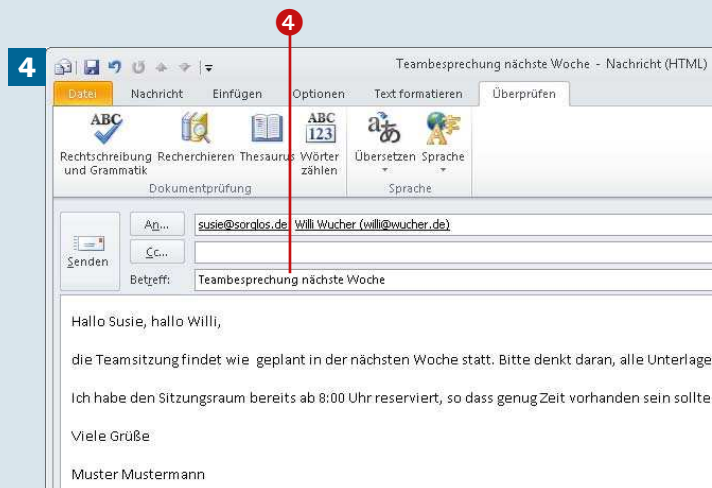 4
4
Teambesprechung nächste Woche - Nachricht (HTML)
Datei Nachricht Einfügen Optionen Text formatieren Überprüfen
ABC ABC 123 aあ
Rechtschreibung und Grammatik Recherchieren Thesaurus Wörter zählen Übersetzen Sprache
Dokumentprüfung Sprache
Senden
An... susie@sorglos.de; Willi Wucher (willi@wucher.de)
Cc...
Betreff: Teambesprechung nächste Woche
Hallo Susie, hallo Willi,
die Teamsitzung findet wie geplant in der nächsten Woche statt. Bitte denkt daran, alle Unterlage
Ich habe den Sitzungsraum bereits ab 8:00 Uhr reserviert, so dass genug Zeit vorhanden sein sollte
Viele Grüße
Muster Mustermann